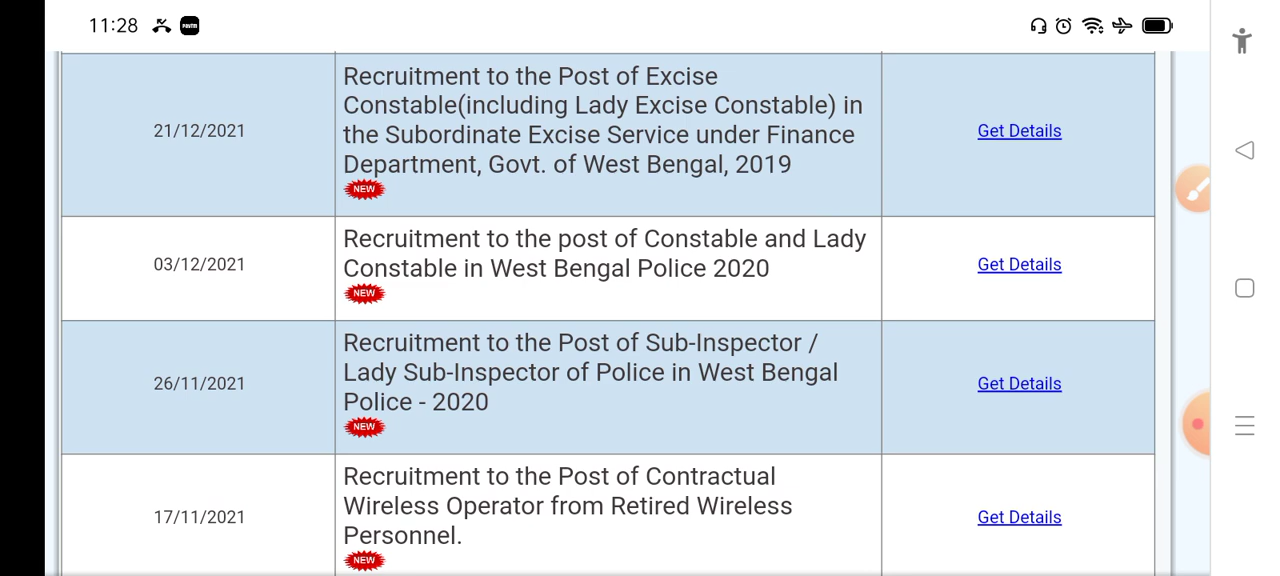 11:28
Paytm
Recruitment to the Post of Excise
Constable(including Lady Excise Constable) in
the Subordinate Excise Service under Finance
Department, Govt. of West Bengal, 2019
NEW
21/12/2021
Get Details
Recruitment to the post of Constable and Lady
Constable in West Bengal Police 2020
NEW
03/12/2021
Get Details
Recruitment to the Post of Sub-Inspector /
Lady Sub-Inspector of Police in West Bengal
Police - 2020
NEW
26/11/2021
Get Details
Recruitment to the Post of Contractual
Wireless Operator from Retired Wireless
Personnel.
NEW
17/11/2021
Get Details